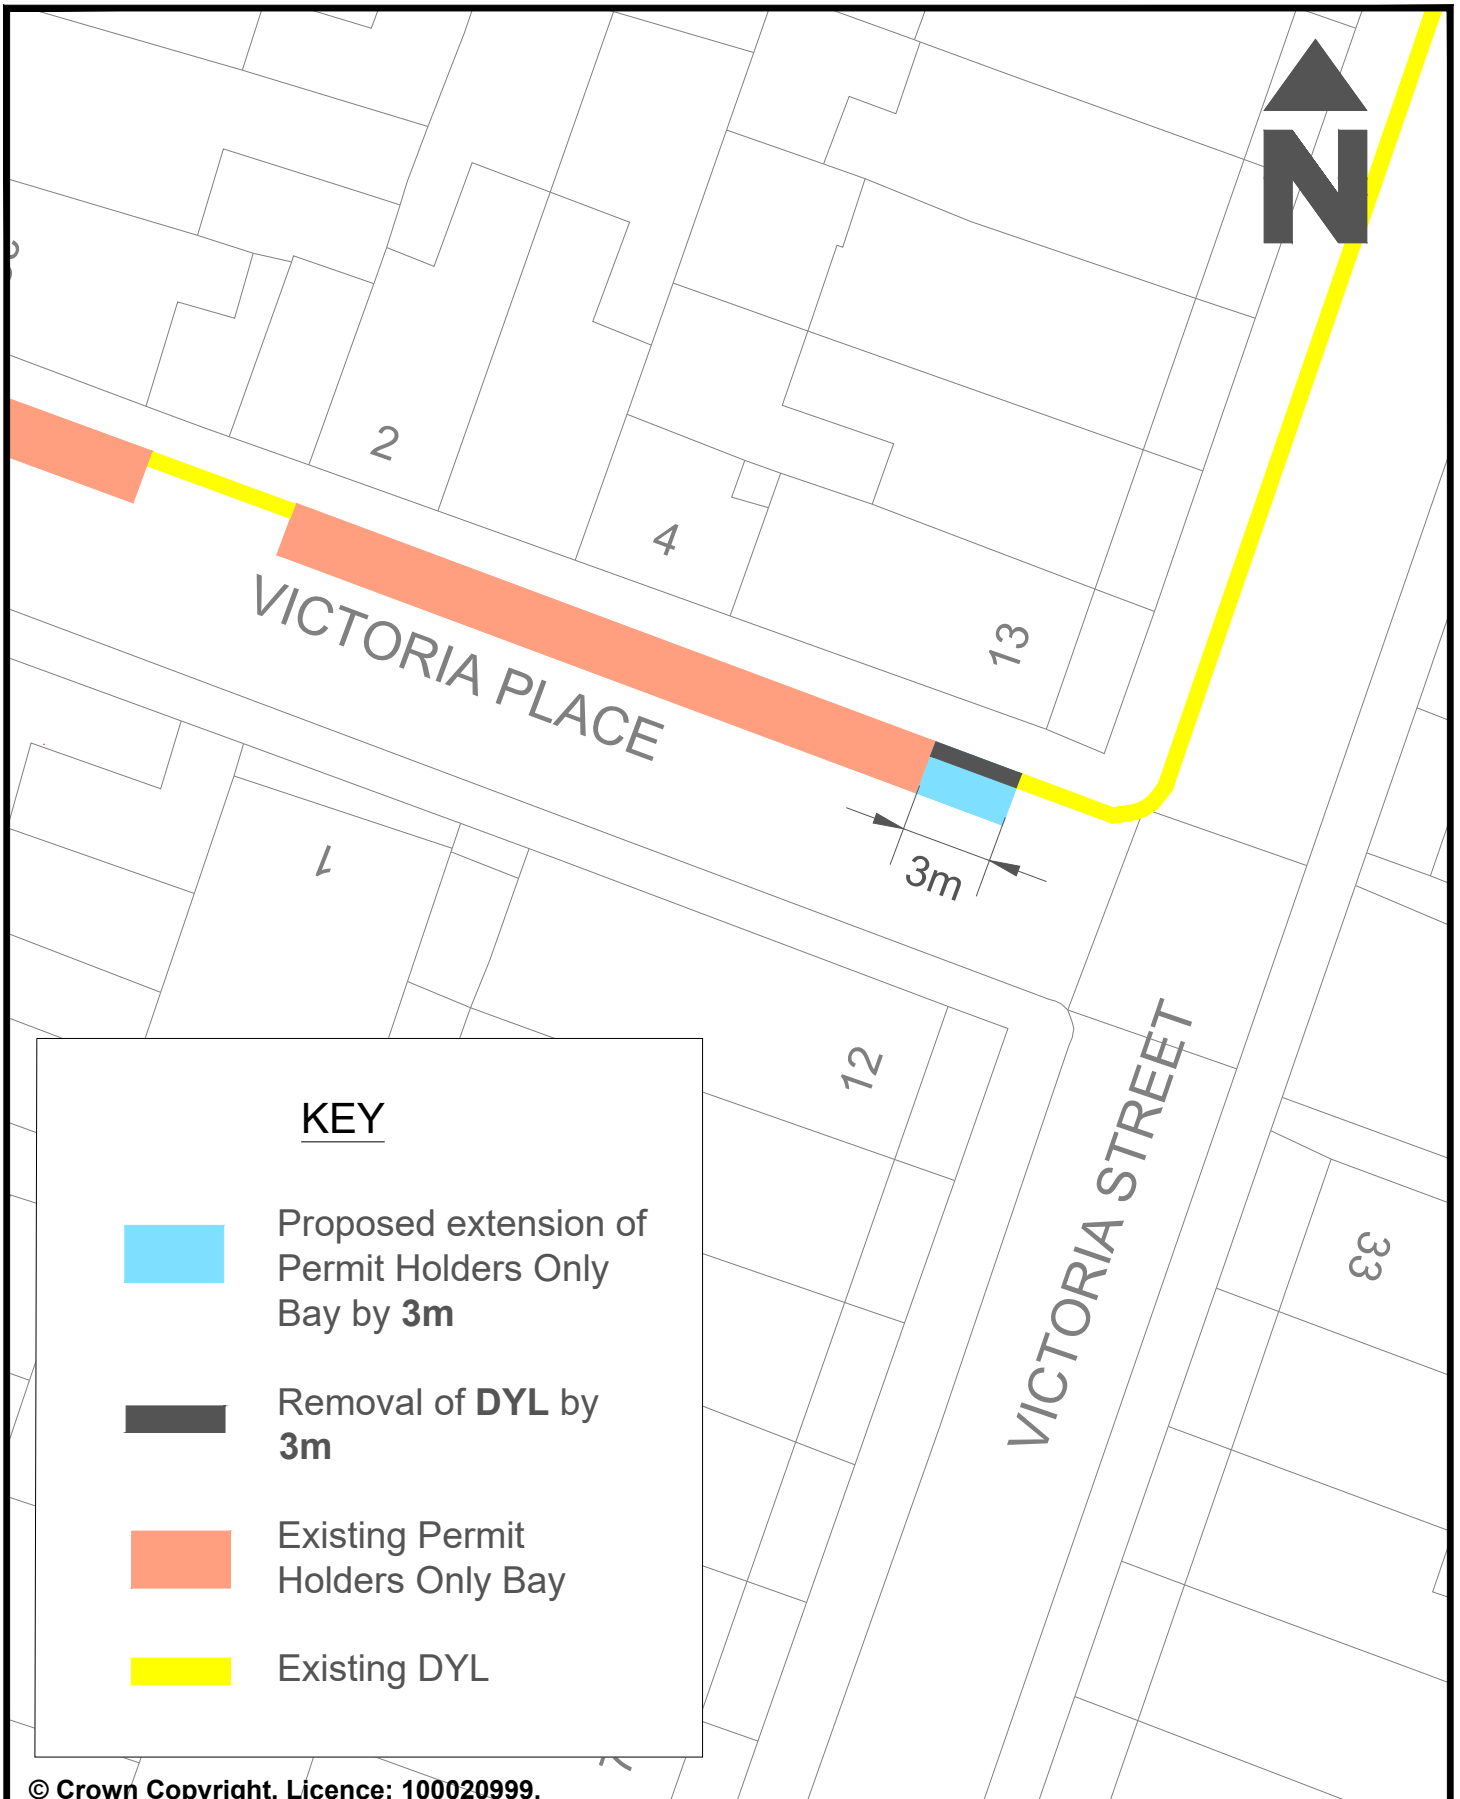 N
2
4
13
VICTORIA PLACE
1
3m
12
VICTORIA STREET
33
KEY
Proposed extension of
Permit Holders Only
Bay by 3m
Removal of DYL by
3m
Existing Permit
Holders Only Bay
Existing DYL
© Crown Copyright. Licence: 100020999.